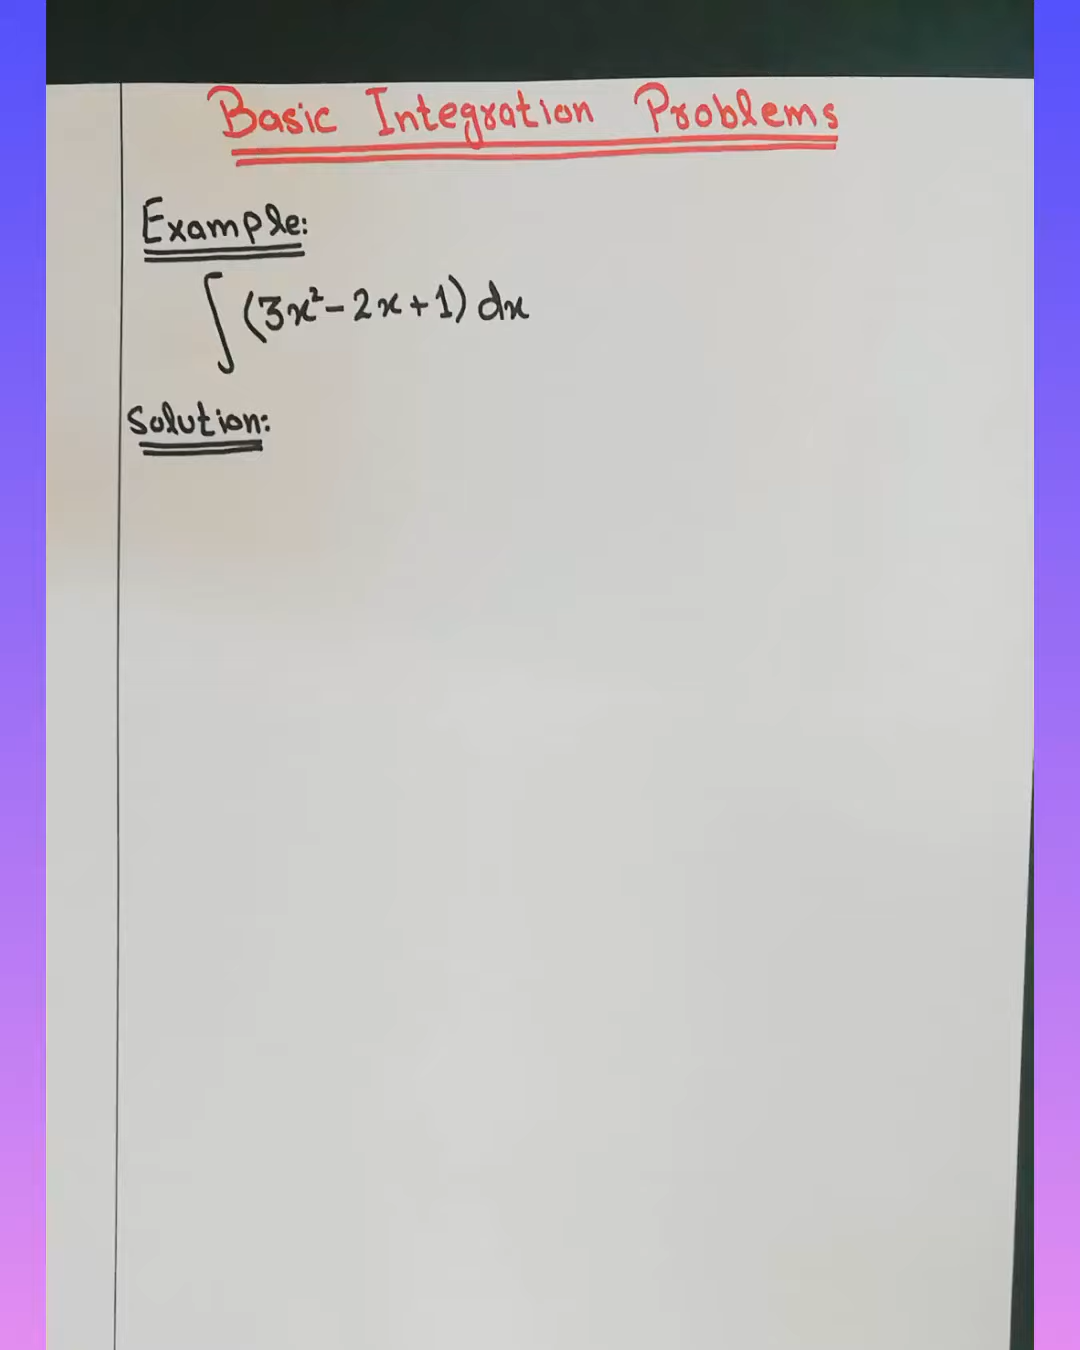 Basic Integration Problems
Example:
∫ (3x² - 2x + 1) dx
Solution: